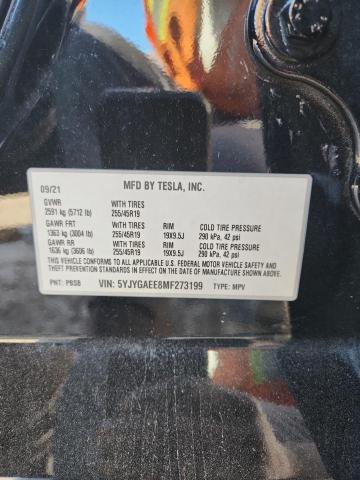 09/21 MFD BY TESLA, INC.
GVWR WITH TIRES
2591 kg (5712 lb) 255/45R19
GAWR FRT WITH TIRES RIM COLD TIRE PRESSURE
1363 kg (3004 lb) 255/45R19 19X9.5J 290 kPa, 42 psi
GAWR RR WITH TIRES RIM COLD TIRE PRESSURE
1636 kg (3606 lb) 255/45R19 19X9.5J 290 kPa, 42 psi
THIS VEHICLE CONFORMS TO ALL APPLICABLE U.S. FEDERAL MOTOR VEHICLE SAFETY
AND THEFT PREVENTION STANDARDS IN EFFECT ON THE DATE OF MANUFACTURE SHOWN ABOVE.
PNT: PBSB VIN: 5YJYGAEE8MF273199 TYPE: MPV